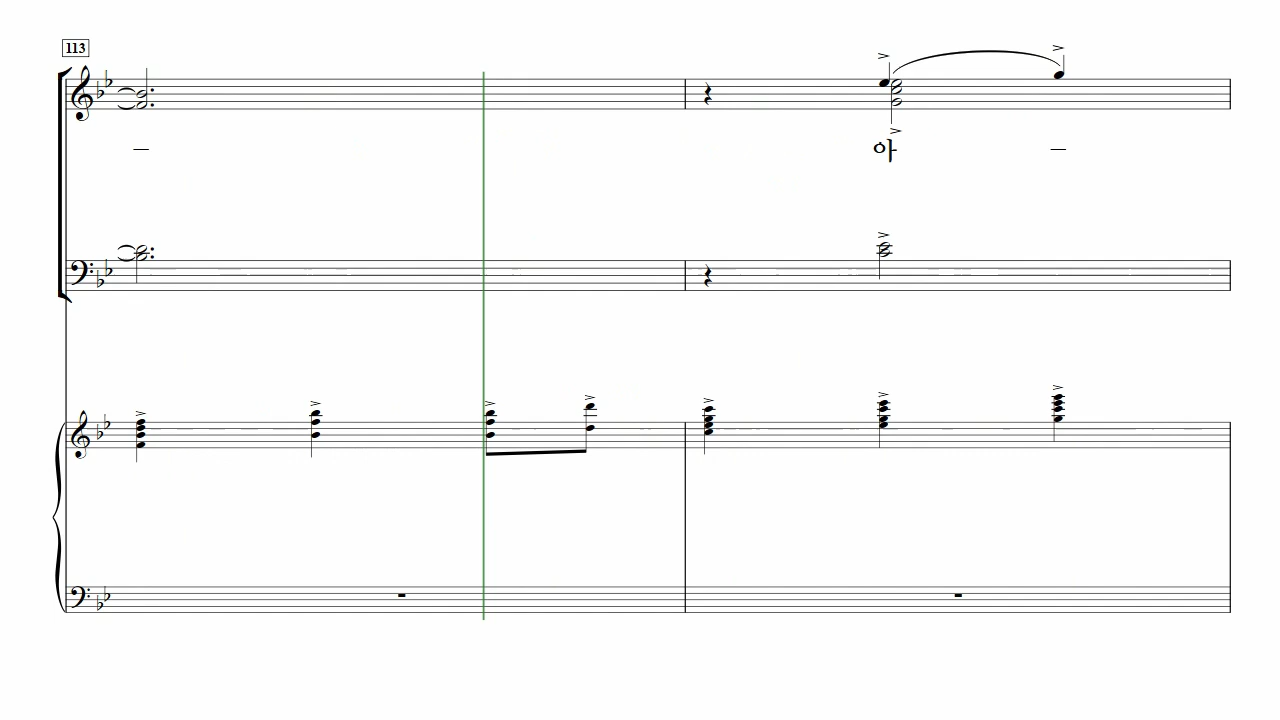 113
— 아 —